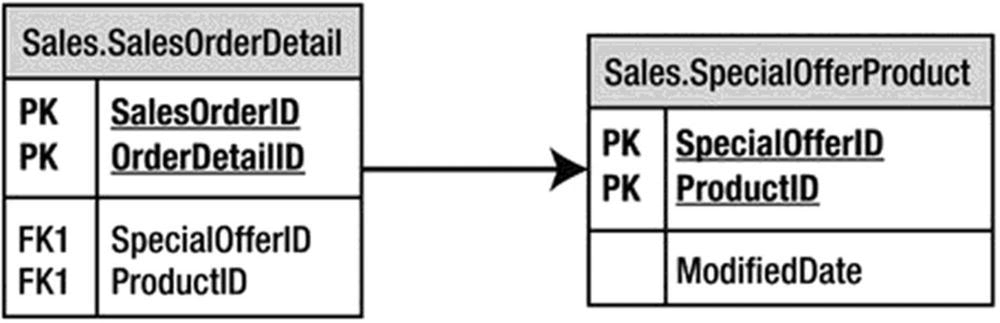 Sales.SalesOrderDetail
PK SalesOrderID
PK OrderDetailID
FK1 SpecialOfferID
FK1 ProductID
Sales.SpecialOfferProduct
PK SpecialOfferID
PK ProductID
ModifiedDate